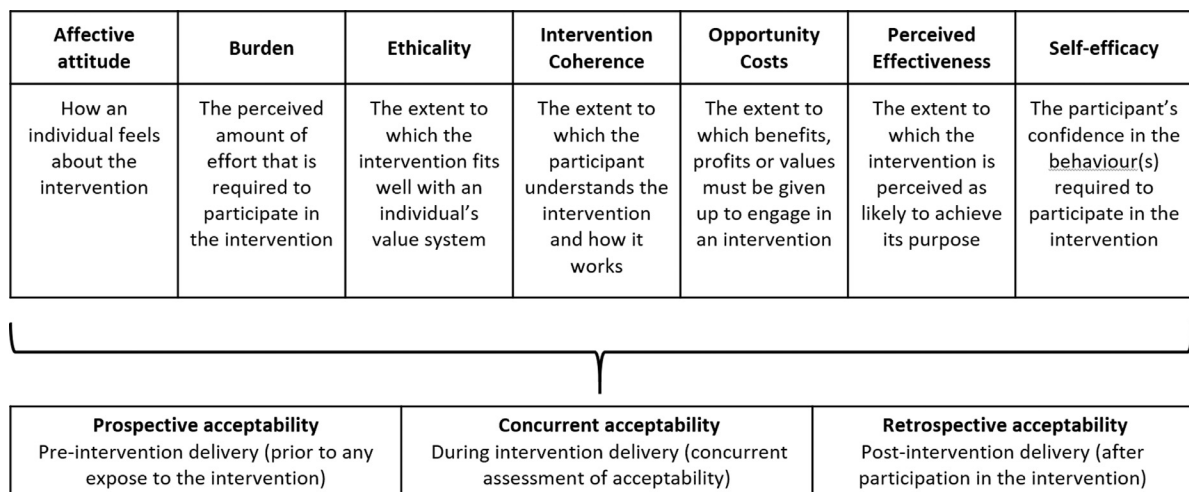 Affective
attitude
Burden
Ethicality
Intervention
Coherence
Opportunity
Costs
Perceived
Effectiveness
Self-efficacy
How an
individual feels
about the
intervention
The perceived
amount of
effort that is
required to
participate in
the intervention
The extent to
which the
intervention fits
well with an
individual’s
value system
The extent to
which the
participant
understands the
intervention
and how it
works
The extent to
which benefits,
profits or values
must be given
up to engage in
an intervention
The extent to
which the
intervention is
perceived as
likely to achieve
its purpose
The participant’s
confidence in the
behaviour(s)
required to
participate in the
intervention
Prospective acceptability
Pre-intervention delivery (prior to any
expose to the intervention)
Concurrent acceptability
During intervention delivery (concurrent
assessment of acceptability)
Retrospective acceptability
Post-intervention delivery (after
participation in the intervention)